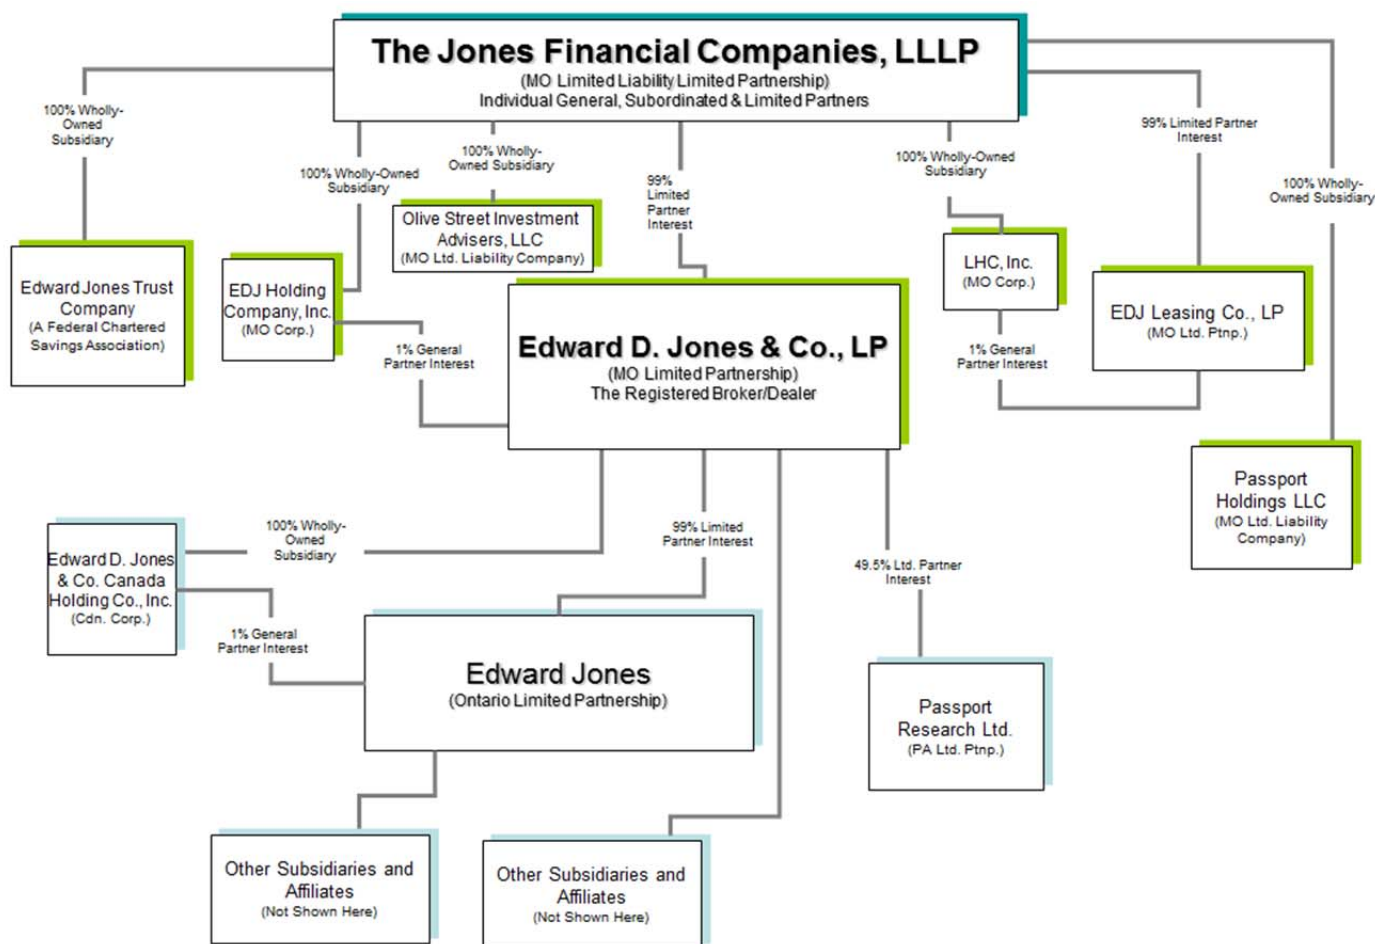 The Jones Financial Companies, LLLP
(MO Limited Liability Limited Partnership)
Individual General, Subordinated & Limited Partners
100% Wholly-
Owned
Subsidiary
100% Wholly-Owned
Subsidiary
100% Wholly-
Owned Subsidiary
99%
Limited
Partner
Interest
100% Wholly-Owned
Subsidiary
99% Limited Partner
Interest
100% Wholly-
Owned Subsidiary
Edward Jones Trust
Company
(A Federal Chartered
Savings Association)
EDJ Holding
Company, Inc.
(MO Corp.)
Olive Street Investment
Advisers, LLC
(MO Ltd. Liability Company)
LHC, Inc.
(MO Corp.)
EDJ Leasing Co., LP
(MO Ltd. Ptnp.)
1% General
Partner Interest
Edward D. Jones & Co., LP
(MO Limited Partnership)
The Registered Broker/Dealer
1% General
Partner Interest
Passport
Holdings LLC
(MO Ltd. Liability
Company)
100% Wholly-
Owned
Subsidiary
99% Limited
Partner Interest
49.5% Ltd. Partner
Interest
Edward D. Jones
& Co. Canada
Holding Co., Inc.
(Cdn. Corp.)
1% General
Partner Interest
Edward Jones
(Ontario Limited Partnership)
Passport
Research Ltd.
(PA Ltd. Ptnp.)
Other Subsidiaries and
Affiliates
(Not Shown Here)
Other Subsidiaries and
Affiliates
(Not Shown Here)